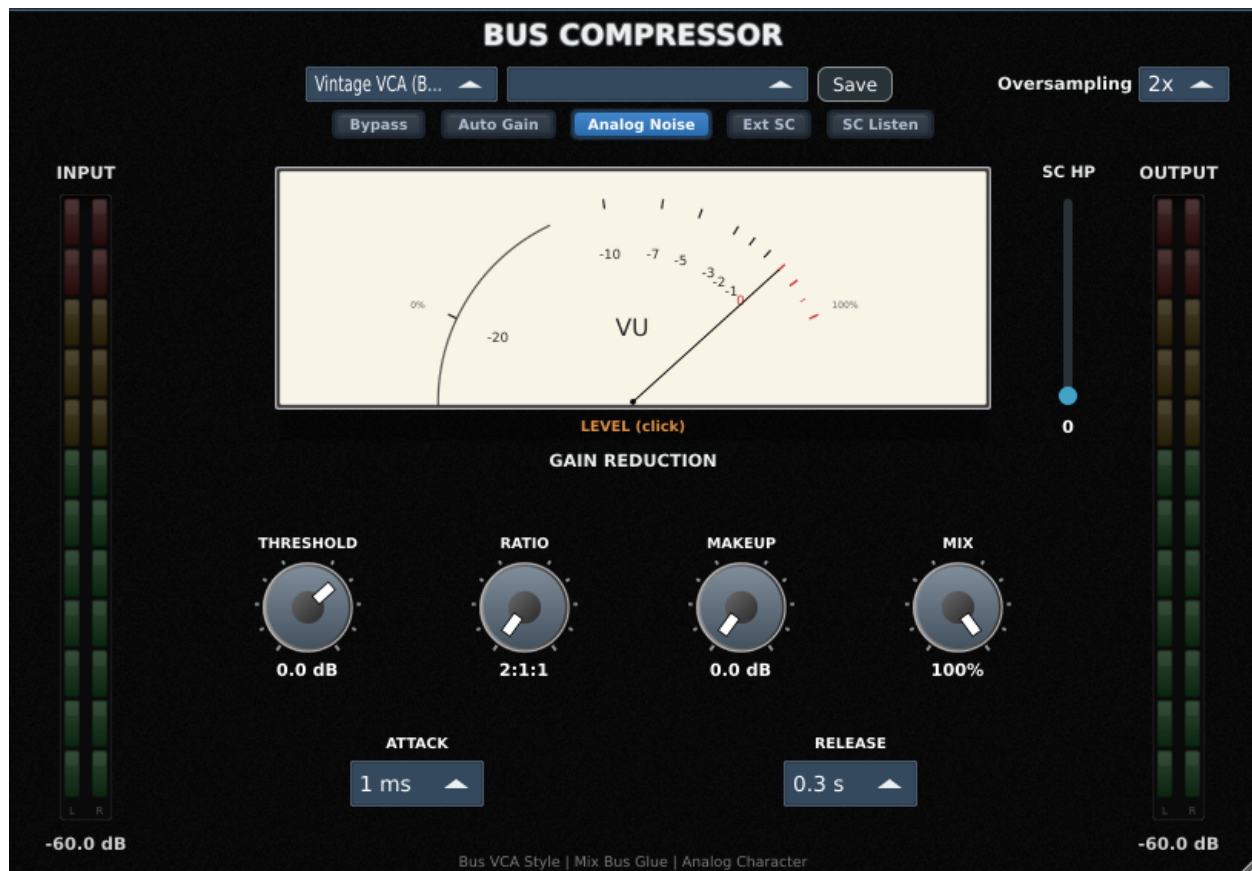 BUS COMPRESSOR
Vintage VCA (B... Save Oversampling 2x
Bypass Auto Gain Analog Noise Ext SC SC Listen
INPUT SC HP OUTPUT
-10 -7 -5 -3 -2 -1 0
0% 100%
-20 VU
LEVEL (click)
0
GAIN REDUCTION
THRESHOLD RATIO MAKEUP MIX
0.0 dB 2:1:1 0.0 dB 100%
ATTACK RELEASE
1 ms 0.3 s
L R L R
-60.0 dB -60.0 dB
Bus VCA Style | Mix Bus Glue | Analog Character